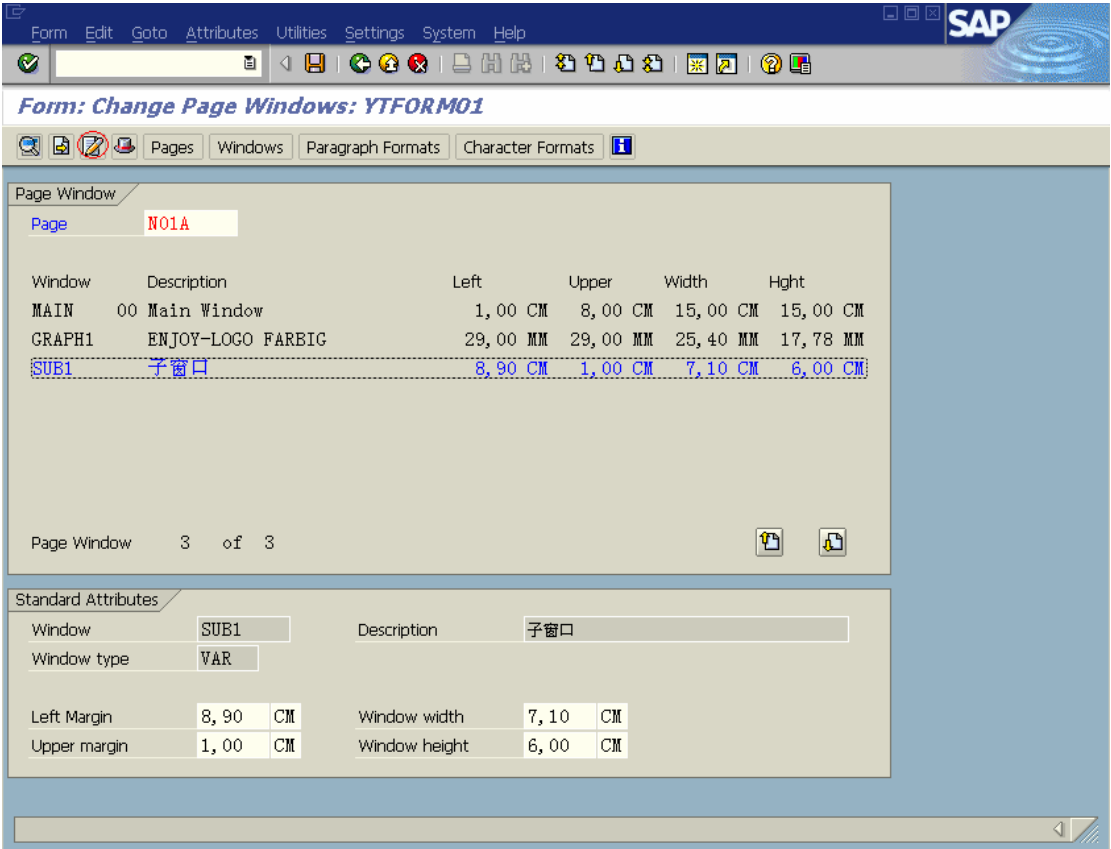 Form Edit Goto Attributes Utilities Settings System Help
SAP
Form: Change Page Windows: YTFORM01
Pages Windows Paragraph Formats Character Formats
Page Window
Page N01A
Window Description Left Upper Width Hght
MAIN 00 Main Window 1,00 CM 8,00 CM 15,00 CM 15,00 CM
GRAPH1 ENJOY-LOGO FARBIG 29,00 MM 29,00 MM 25,40 MM 17,78 MM
SUB1 子窗口 8,90 CM 1,00 CM 7,10 CM 6,00 CM
Page Window 3 of 3
Standard Attributes
Window SUB1 Description 子窗口
Window type VAR
Left Margin 8,90 CM Window width 7,10 CM
Upper margin 1,00 CM Window height 6,00 CM